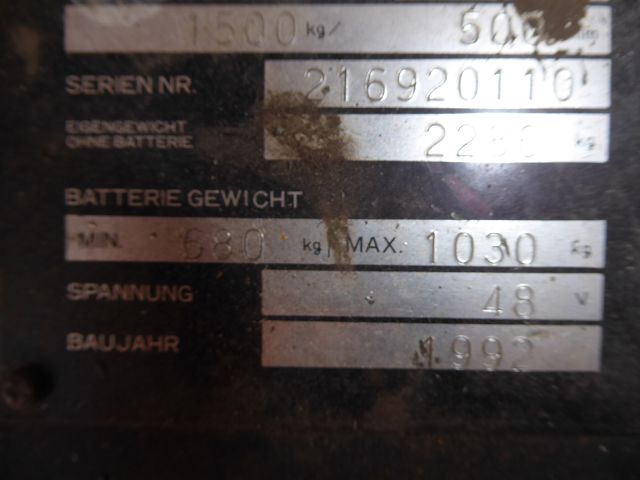 1500 kg/ 500
SERIEN NR. 216920110
EIGENGEWICHT
OHNE BATTERIE kg
BATTERIE GEWICHT
MIN. 680 kg MAX. 1030 kg
SPANNUNG 48 V
BAUJAHR 1992